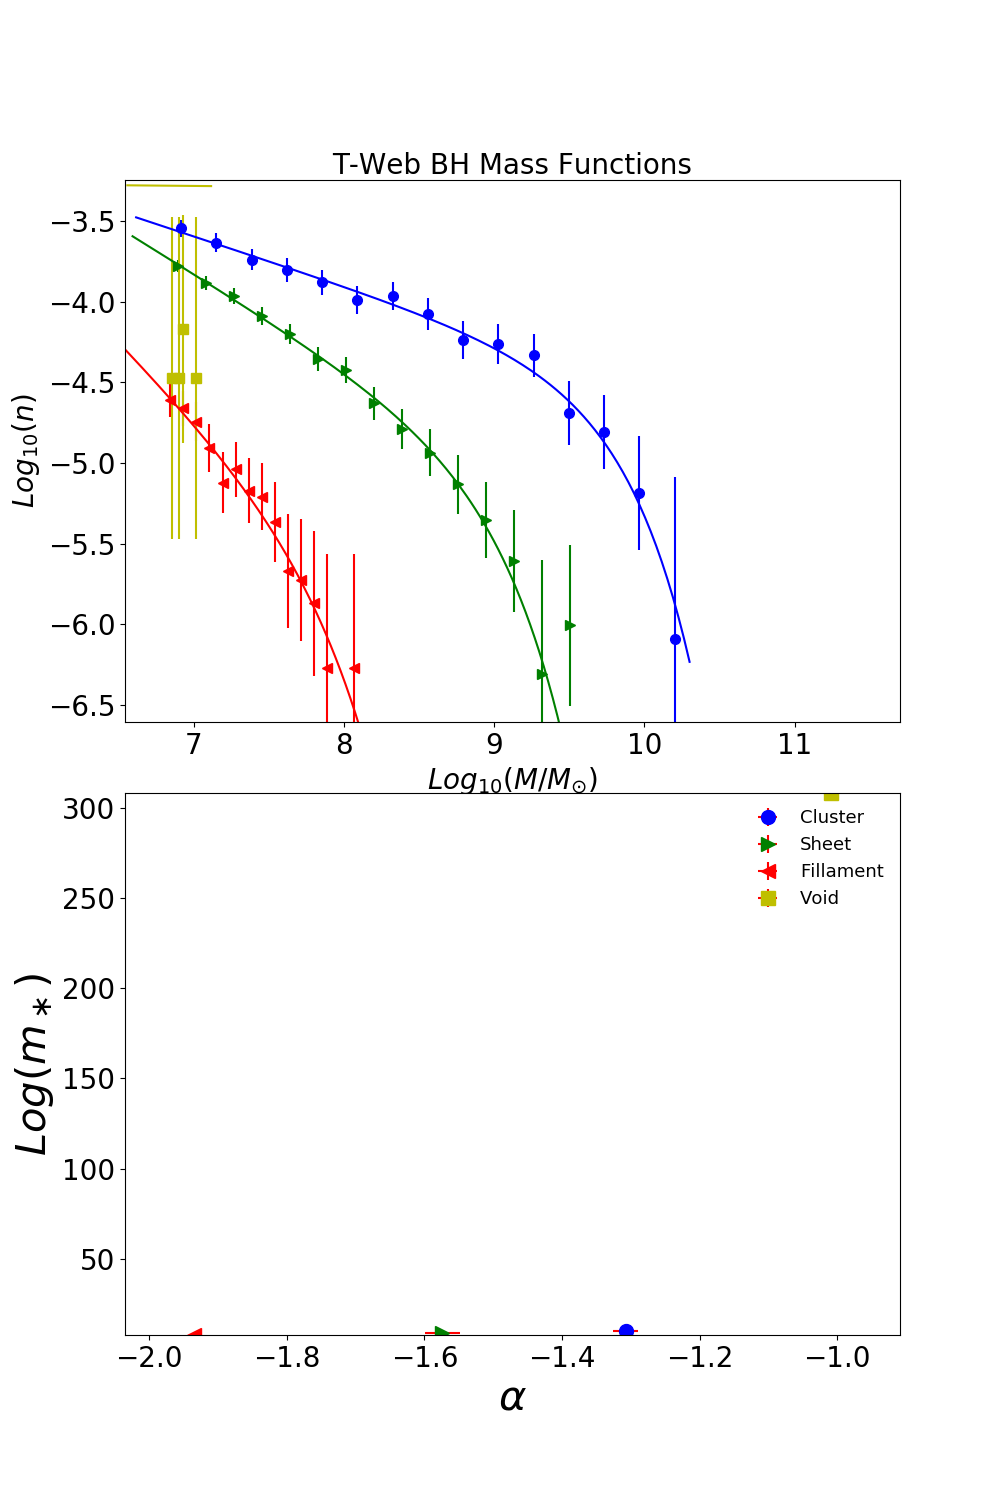 T-Web BH Mass Functions
−3.5
−4.0
−4.5
−5.0
−5.5
−6.0
−6.5
Log₁₀(n)
7 8 9 10 11
Log₁₀(M/M☉)
300
250
200
150
100
50
Log(m∗)
Cluster
Sheet
Fillament
Void
−2.0 −1.8 −1.6 −1.4 −1.2 −1.0
α